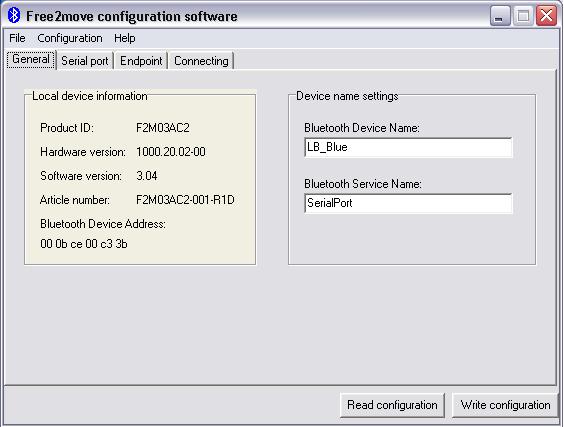 Free2move configuration software
File Configuration Help
General Serial port Endpoint Connecting
Local device information
Product ID: F2M03AC2
Hardware version: 1000.20.02-00
Software version: 3.04
Article number: F2M03AC2-001-R1D
Bluetooth Device Address:
00 0b ce 00 c3 3b
Device name settings
Bluetooth Device Name:
LB_Blue
Bluetooth Service Name:
SerialPort
Read configuration Write configuration